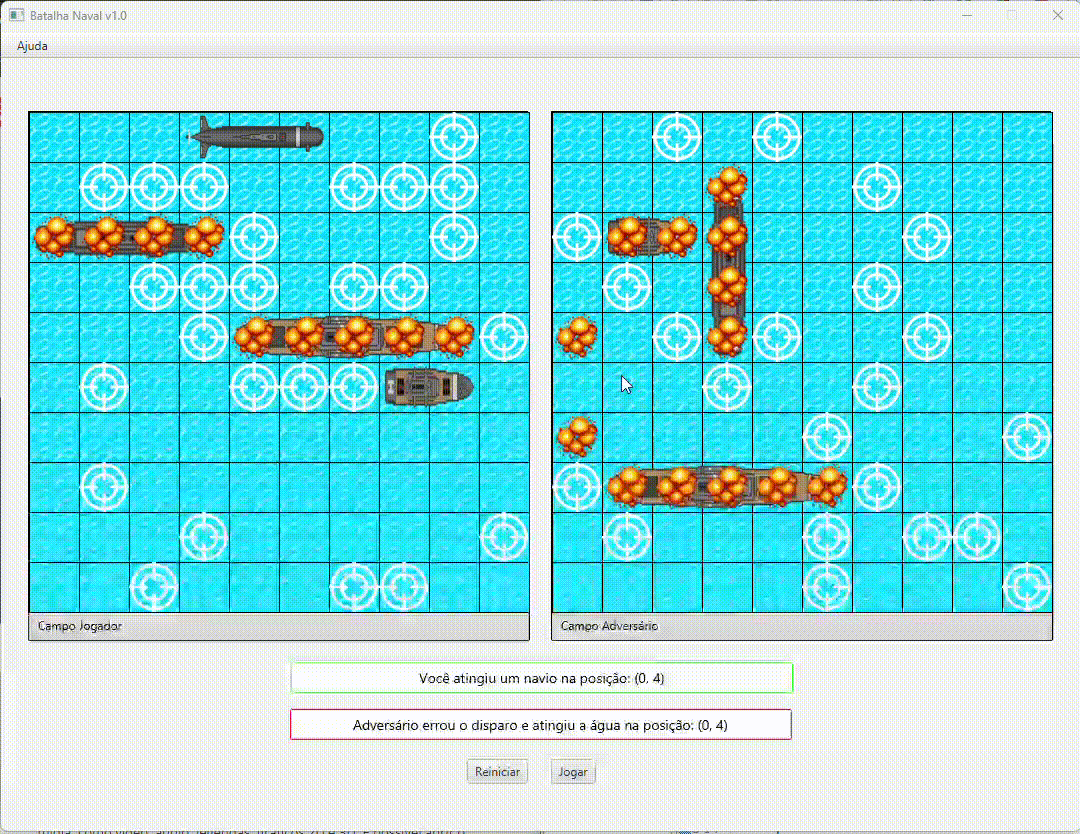 Batalha Naval v1.0
Ajuda
Campo Jogador
Campo Adversário
Você atingiu um navio na posição: (0, 4)
Adversário errou o disparo e atingiu a água na posição: (0, 4)
Reiniciar
Jogar